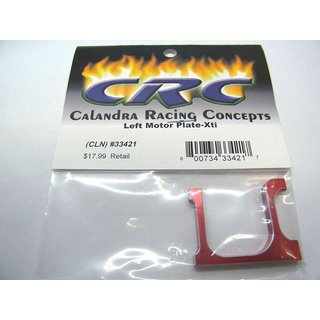 CRC
Calandra Racing Concepts
Left Motor Plate-Xti
(CLN) #33421
$17.99 Retail
8 00734 33421 7